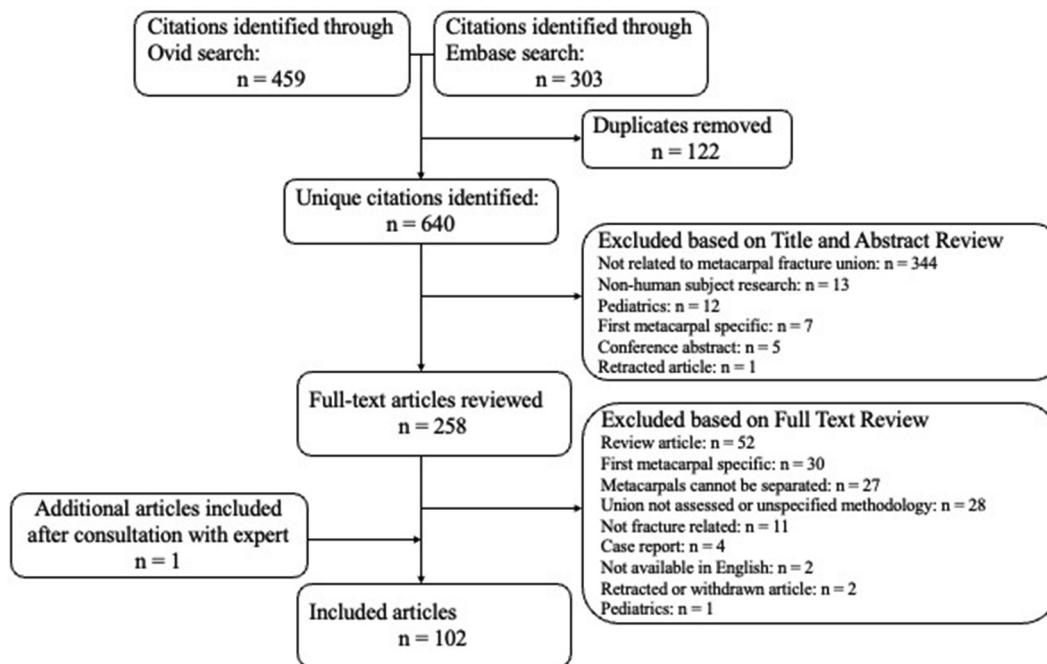 Citations identified through
Ovid search:
n = 459
Citations identified through
Embase search:
n = 303
Duplicates removed
n = 122
Unique citations identified:
n = 640
Excluded based on Title and Abstract Review
Not related to metacarpal fracture union: n = 344
Non-human subject research: n = 13
Pediatrics: n = 12
First metacarpal specific: n = 7
Conference abstract: n = 5
Retracted article: n = 1
Full-text articles reviewed
n = 258
Excluded based on Full Text Review
Review article: n = 52
First metacarpal specific: n = 30
Metacarpals cannot be separated: n = 27
Union not assessed or unspecified methodology: n = 28
Not fracture related: n = 11
Case report: n = 4
Not available in English: n = 2
Retracted or withdrawn article: n = 2
Pediatrics: n = 1
Additional articles included
after consultation with expert
n = 1
Included articles
n = 102